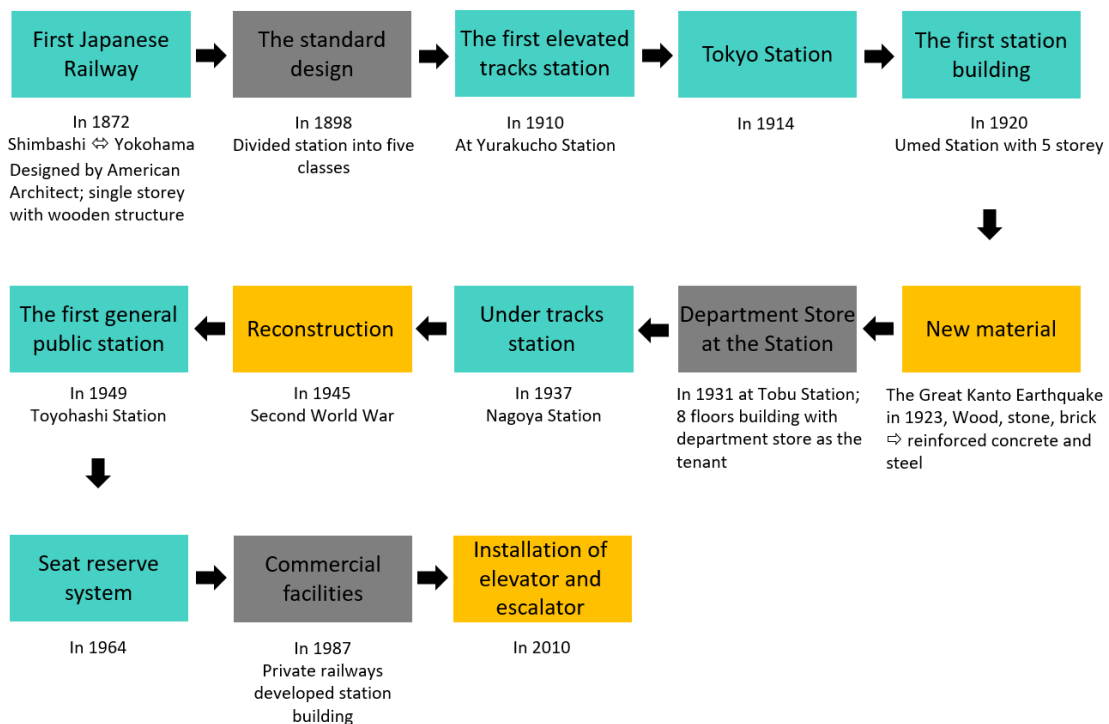 First Japanese
Railway
In 1872
Shimbashi ⬄ Yokohama
Designed by American
Architect; single storey
with wooden structure
The standard
design
In 1898
Divided station into five
classes
The first elevated
tracks station
In 1910
At Yurakucho Station
Tokyo Station
In 1914
The first station
building
In 1920
Umed Station with 5 storey
New material
The Great Kanto Earthquake
in 1923, Wood, stone, brick
⇨ reinforced concrete and
steel
Department Store
at the Station
In 1931 at Tobu Station;
8 floors building with
department store as the
tenant
Under tracks
station
In 1937
Nagoya Station
Reconstruction
In 1945
Second World War
The first general
public station
In 1949
Toyohashi Station
Seat reserve
system
In 1964
Commercial
facilities
In 1987
Private railways
developed station
building
Installation of
elevator and
escalator
In 2010